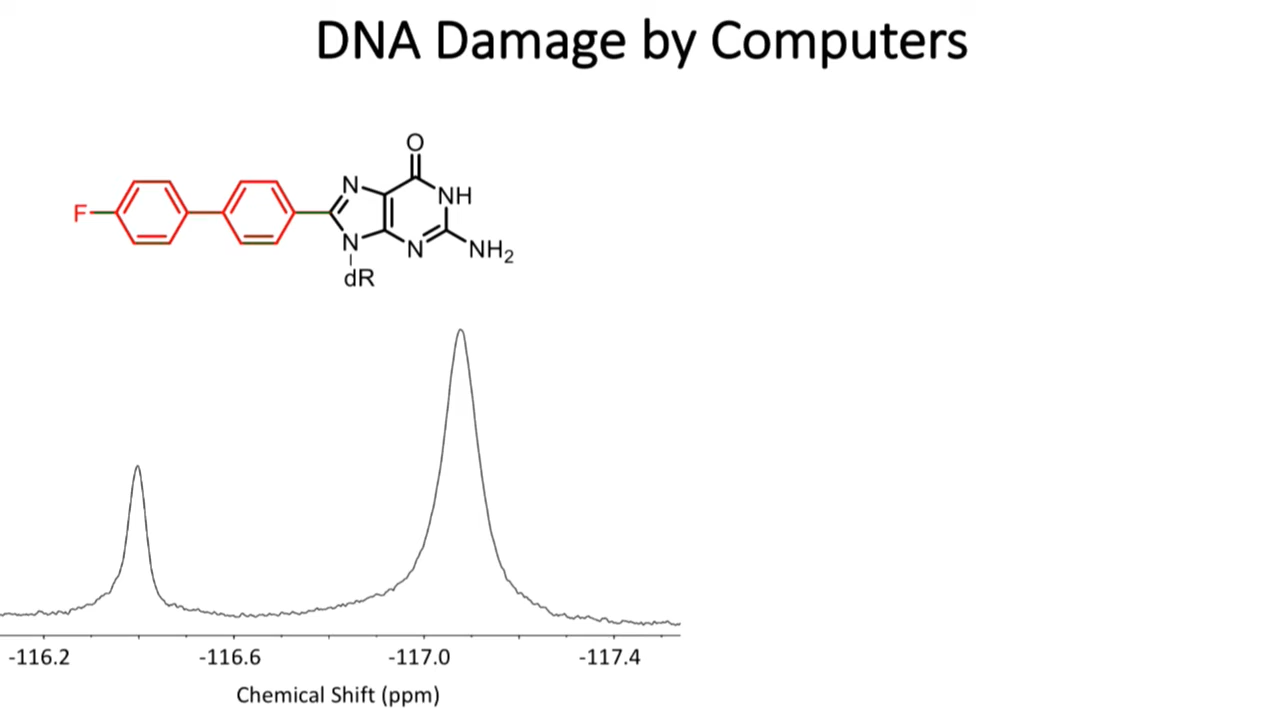 DNA Damage by Computers
O
N
NH
F
N
N
NH2
dR
-116.2 -116.6 -117.0 -117.4
Chemical Shift (ppm)